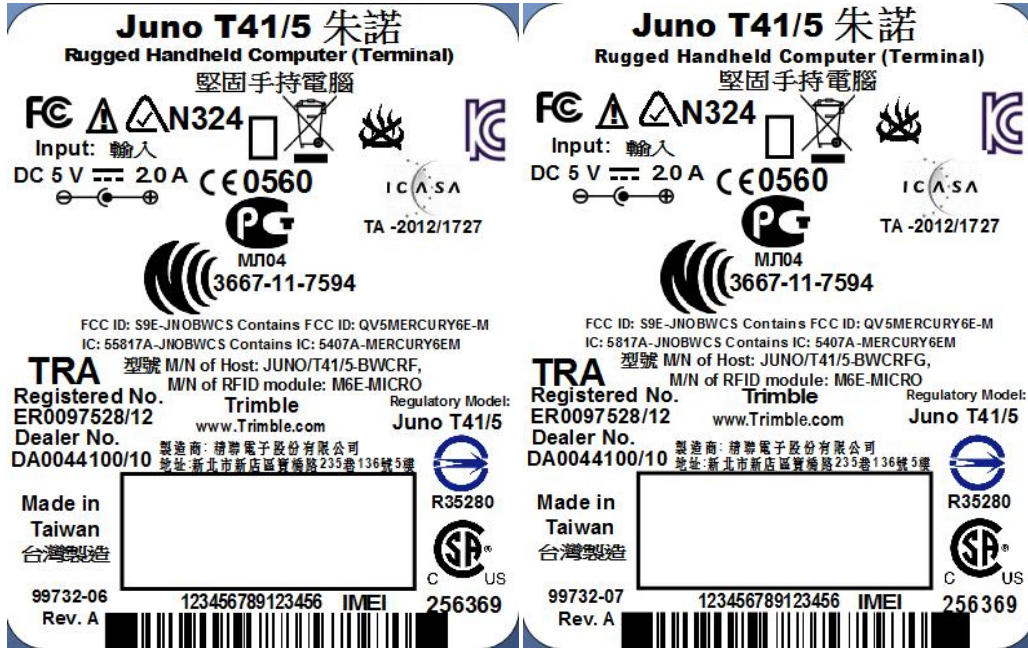 Juno T41/5 朱諾
Rugged Handheld Computer (Terminal)
堅固手持電腦
FC N324
Input: 輸入
DC 5 V 2.0 A CE0560
ICASA
TA -2012/1727
МЛ04
3667-11-7594
FCC ID: S9E-JNOBWCS Contains FCC ID: QV5MERCURY6E-M
IC: 55817A-JNOBWCS Contains IC: 5407A-MERCURY6EM
TRA 型號 M/N of Host: JUNO/T41/5-BWCRF,
M/N of RFID module: M6E-MICRO
Registered No.
ER0097528/12
Dealer No.
DA0044100/10
Trimble
www.Trimble.com
Regulatory Model:
Juno T41/5
製造商: 精聯電子股份有限公司
地址:新北市新店區寶橋路235巷136號5樓
R35280
Made in
Taiwan
台灣製造
SA
C US
256369
99732-06
Rev. A
123456789123456 IMEI
Juno T41/5 朱諾
Rugged Handheld Computer (Terminal)
堅固手持電腦
FC N324
Input: 輸入
DC 5 V 2.0 A CE0560
ICASA
TA -2012/1727
МЛ04
3667-11-7594
FCC ID: S9E-JNOBWCS Contains FCC ID: QV5MERCURY6E-M
IC: 5817A-JNOBWCS Contains IC: 5407A-MERCURY6EM
TRA 型號 M/N of Host: JUNO/T41/5-BWCRFG,
M/N of RFID module: M6E-MICRO
Registered No.
ER0097528/12
Dealer No.
DA0044100/10
Trimble
www.Trimble.com
Regulatory Model:
Juno T41/5
製造商: 精聯電子股份有限公司
地址:新北市新店區寶橋路235巷136號5樓
R35280
Made in
Taiwan
台灣製造
SA
C US
256369
99732-07
Rev. A
123456789123456 IMEI